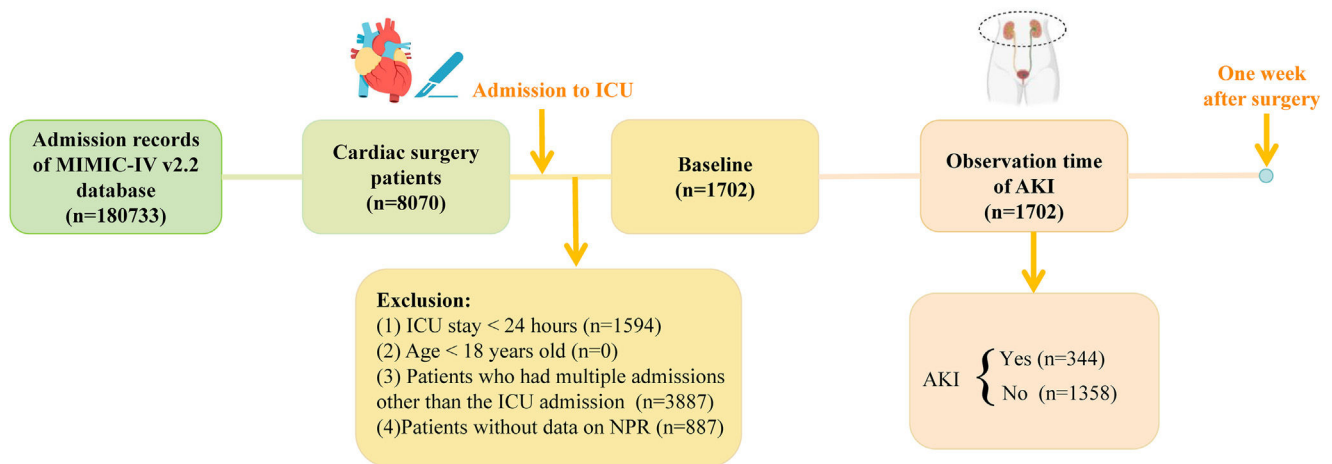 Admission to ICU
One week
after surgery
Admission records
of MIMIC-IV v2.2
database
(n=180733)
Cardiac surgery
patients
(n=8070)
Baseline
(n=1702)
Observation time
of AKI
(n=1702)
Exclusion:
(1) ICU stay < 24 hours (n=1594)
(2) Age < 18 years old (n=0)
(3) Patients who had multiple admissions
other than the ICU admission (n=3887)
(4)Patients without data on NPR (n=887)
AKI { Yes (n=344)
No (n=1358)